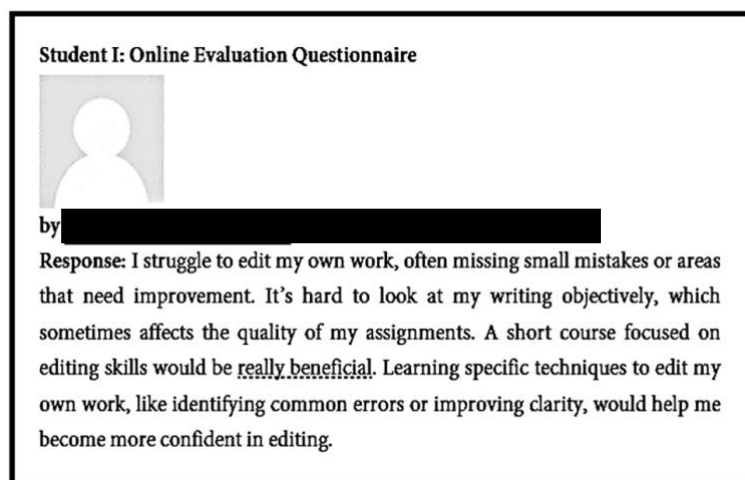 Student I: Online Evaluation Questionnaire
by
Response: I struggle to edit my own work, often missing small mistakes or areas
that need improvement. It's hard to look at my writing objectively, which
sometimes affects the quality of my assignments. A short course focused on
editing skills would be really beneficial. Learning specific techniques to edit my
own work, like identifying common errors or improving clarity, would help me
become more confident in editing.